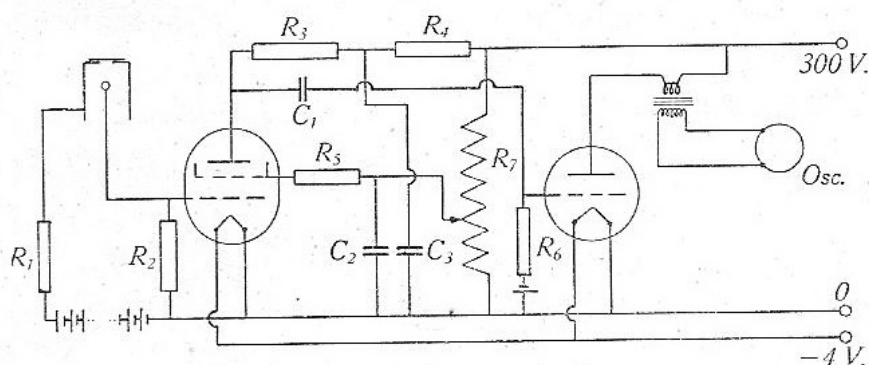 R₃
R₄
300 V.
C₁
R₅
R₇
Osc.
R₁
R₂
C₂
C₃
R₆
0
−4 V.